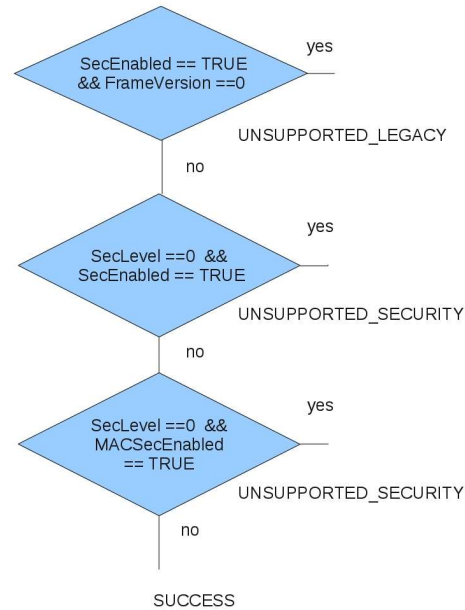 SecEnabled == TRUE
&& FrameVersion ==0
yes
UNSUPPORTED_LEGACY
no
SecLevel ==0 &&
SecEnabled == TRUE
yes
UNSUPPORTED_SECURITY
no
SecLevel ==0 &&
MACSecEnabled
== TRUE
yes
UNSUPPORTED_SECURITY
no
SUCCESS